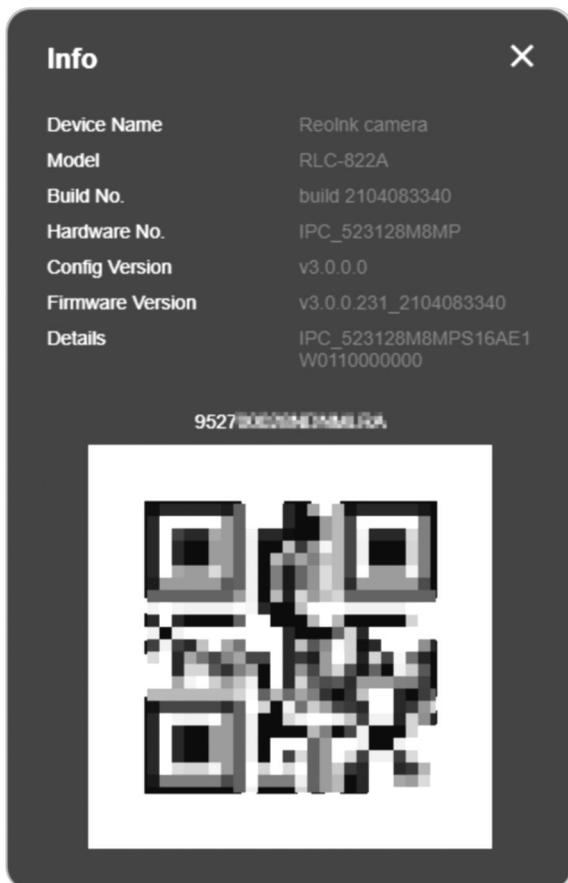 Info
Device Name Reolnk camera
Model RLC-822A
Build No. build 2104083340
Hardware No. IPC_523128M8MP
Config Version v3.0.0.0
Firmware Version v3.0.0.231_2104083340
Details IPC_523128M8MPS16AE1
W0110000000
9527